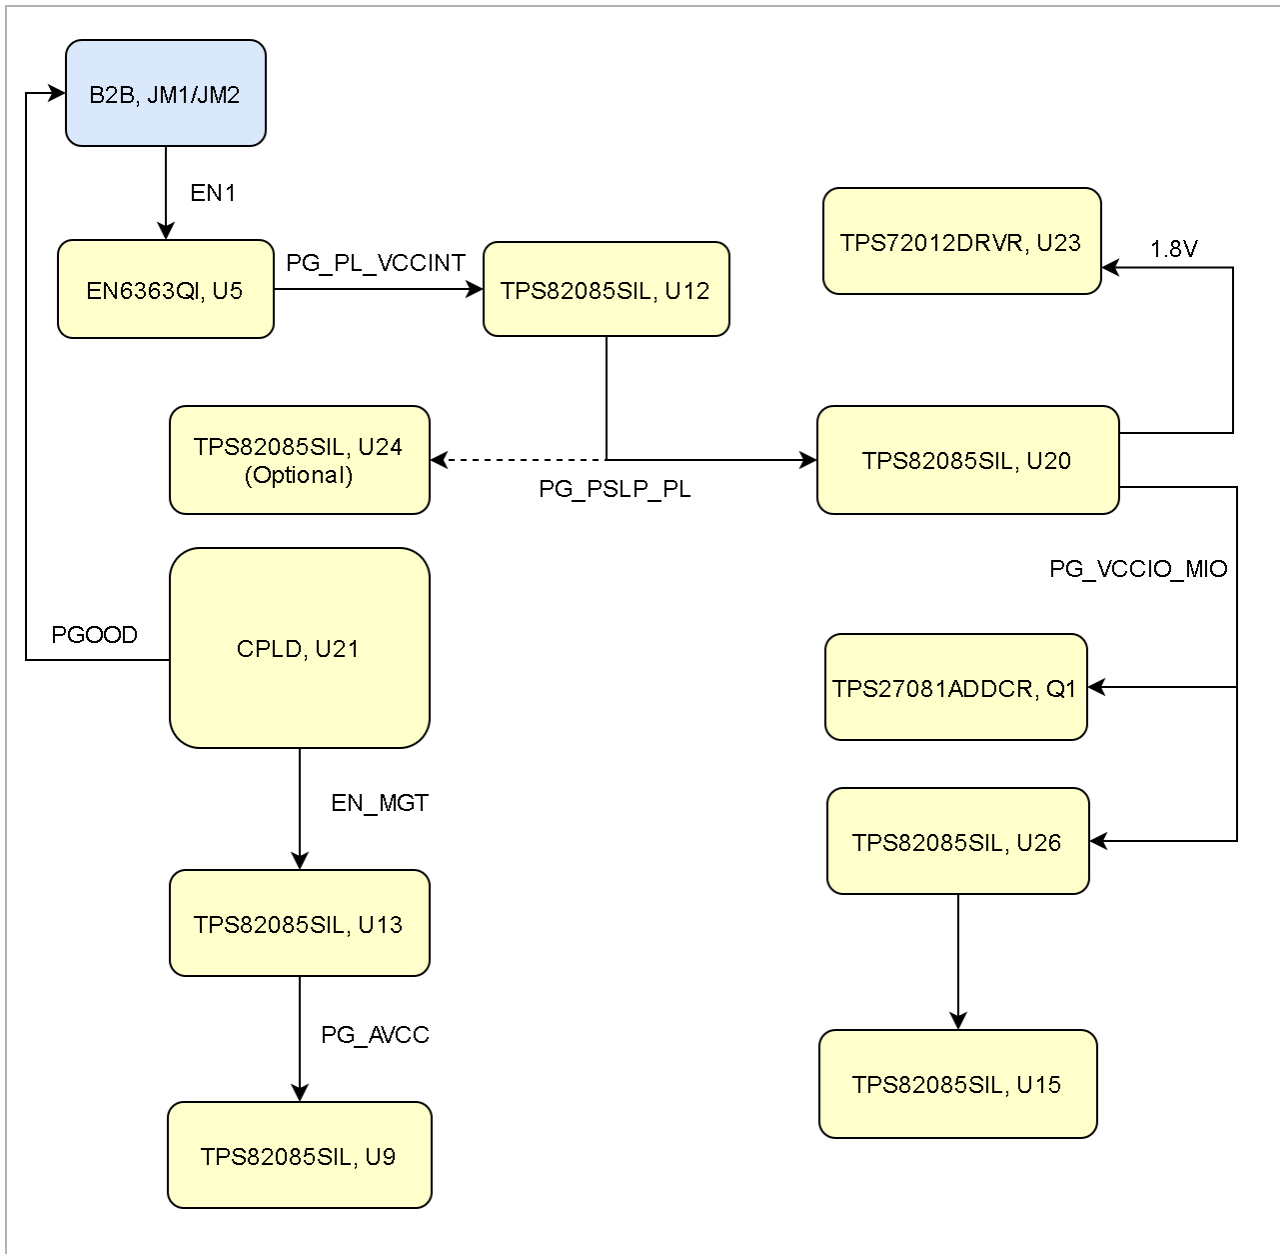 B2B, JM1/JM2
EN1
EN6363QI, U5
PG_PL_VCCINT
TPS82085SIL, U12
TPS72012DRVR, U23
1.8V
TPS82085SIL, U24
(Optional)
PG_PSLP_PL
TPS82085SIL, U20
PG_VCCIO_MIO
PGOOD
CPLD, U21
TPS27081ADDCR, Q1
EN_MGT
TPS82085SIL, U26
TPS82085SIL, U13
PG_AVCC
TPS82085SIL, U15
TPS82085SIL, U9